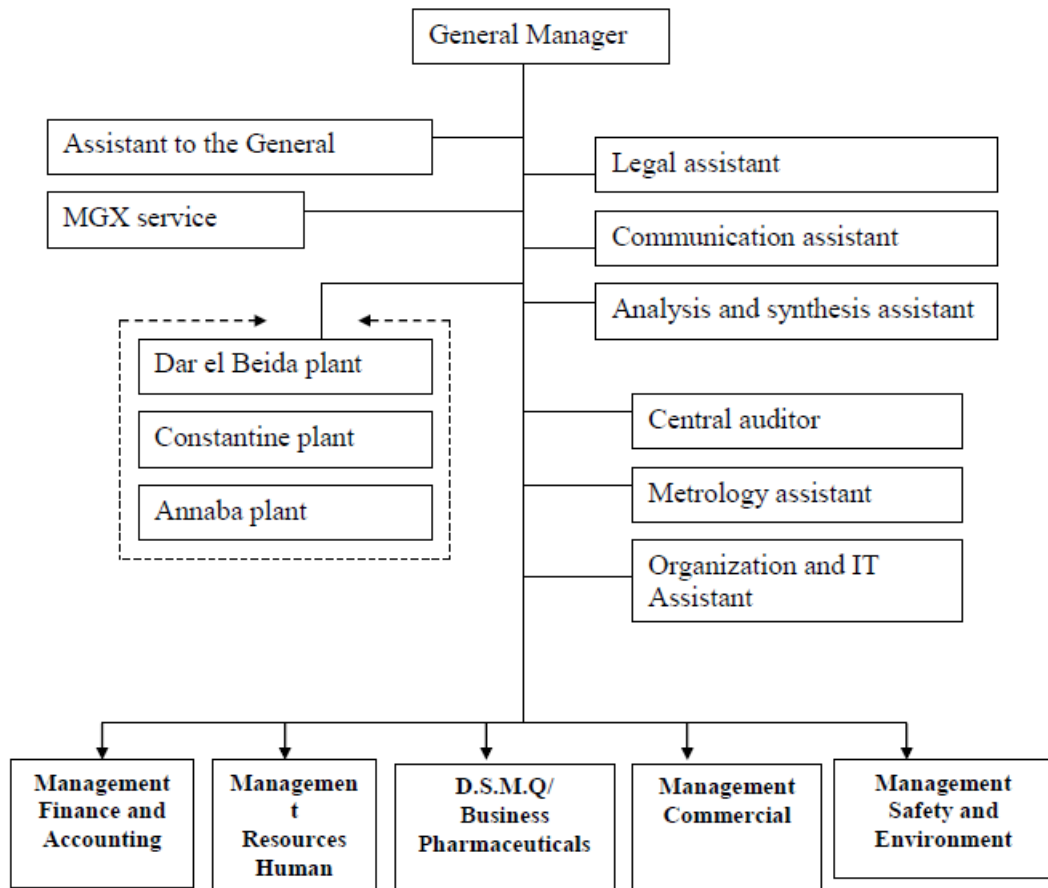 General Manager
Assistant to the General
Legal assistant
MGX service
Communication assistant
Analysis and synthesis assistant
Dar el Beida plant
Constantine plant
Annaba plant
Central auditor
Metrology assistant
Organization and IT
Assistant
Management
Finance and
Accounting
Managemen
t
Resources
Human
D.S.M.Q/
Business
Pharmaceuticals
Management
Commercial
Management
Safety and
Environment